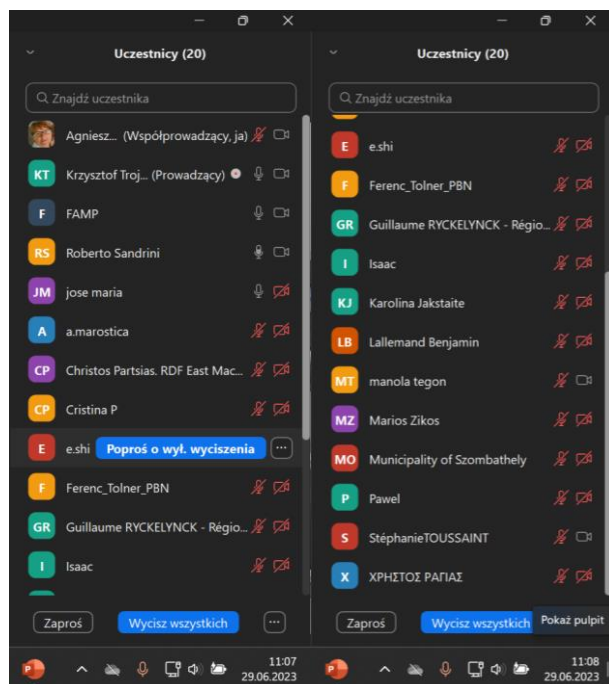 Uczestnicy (20)
Znajdź uczestnika
Agniesz... (Współprowadzący, ja)
KT Krzysztof Troj... (Prowadzący)
F FAMP
RS Roberto Sandrini
JM jose maria
A a.marostica
CP Christos Partsias. RDF East Mac...
CP Cristina P
E e.shi Poproś o wył. wyciszenia ...
F Ferenc_Tolner_PBN
GR Guillaume RYCKELYNCK - Régio...
I Isaac
Zaproś Wycisz wszystkich ...
11:07
29.06.2023
Uczestnicy (20)
Znajdź uczestnika
E e.shi
F Ferenc_Tolner_PBN
GR Guillaume RYCKELYNCK - Régio...
I Isaac
KJ Karolina Jakstaite
LB Lallemand Benjamin
MT manola tegon
MZ Marios Zikos
MO Municipality of Szombathely
P Pawel
S StéphanieTOUSSAINT
X ΧΡΗΣΤΟΣ ΡΑΓΙΑΣ
Zaproś Wycisz wszystkich Pokaż pulpit
11:08
29.06.2023